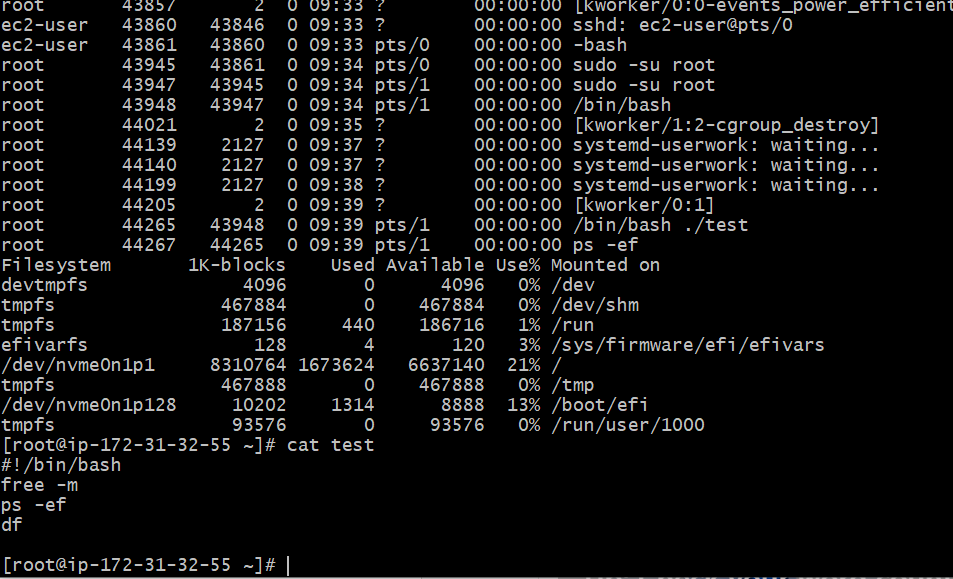 root       43857       2  0 09:33 ?        00:00:00 [kworker/0:0-events_power_efficient
ec2-user   43860   43846  0 09:33 ?        00:00:00 sshd: ec2-user@pts/0
ec2-user   43861   43860  0 09:33 pts/0    00:00:00 -bash
root       43945   43861  0 09:34 pts/0    00:00:00 sudo -su root
root       43947   43945  0 09:34 pts/1    00:00:00 sudo -su root
root       43948   43947  0 09:34 pts/1    00:00:00 /bin/bash
root       44021       2  0 09:35 ?        00:00:00 [kworker/1:2-cgroup_destroy]
root       44139    2127  0 09:37 ?        00:00:00 systemd-userwork: waiting...
root       44140    2127  0 09:37 ?        00:00:00 systemd-userwork: waiting...
root       44199    2127  0 09:38 ?        00:00:00 systemd-userwork: waiting...
root       44205       2  0 09:39 ?        00:00:00 [kworker/0:1]
root       44265   43948  0 09:39 pts/1    00:00:00 /bin/bash ./test
root       44267   44265  0 09:39 pts/1    00:00:00 ps -ef
Filesystem       1K-blocks    Used Available Use% Mounted on
devtmpfs              4096       0      4096   0% /dev
tmpfs               467884       0    467884   0% /dev/shm
tmpfs               187156     440    186716   1% /run
efivarfs               128       4       120   3% /sys/firmware/efi/efivars
/dev/nvme0n1p1     8310764 1673624   6637140  21% /
tmpfs               467888       0    467888   0% /tmp
/dev/nvme0n1p128     10202    1314      8888  13% /boot/efi
tmpfs                93576       0     93576   0% /run/user/1000
[root@ip-172-31-32-55 ~]# cat test
#!/bin/bash
free -m
ps -ef
df
[root@ip-172-31-32-55 ~]#